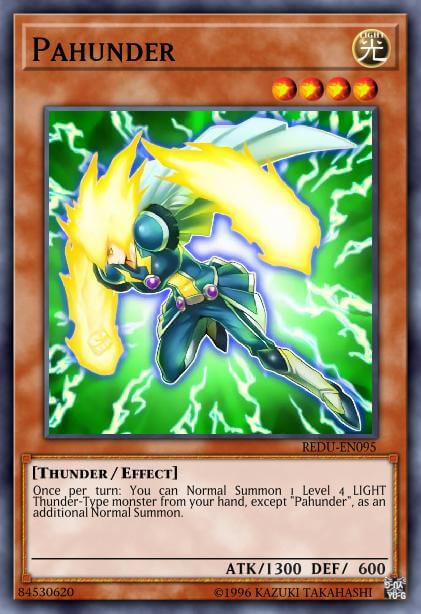 PAHUNDER
LIGHT
光
REDU-EN095
[THUNDER / EFFECT]
Once per turn: You can Normal Summon 1 Level 4 LIGHT
Thunder-Type monster from your hand, except "Pahunder", as an
additional Normal Summon.
ATK/1300 DEF/ 600
84530620
©1996 KAZUKI TAKAHASHI